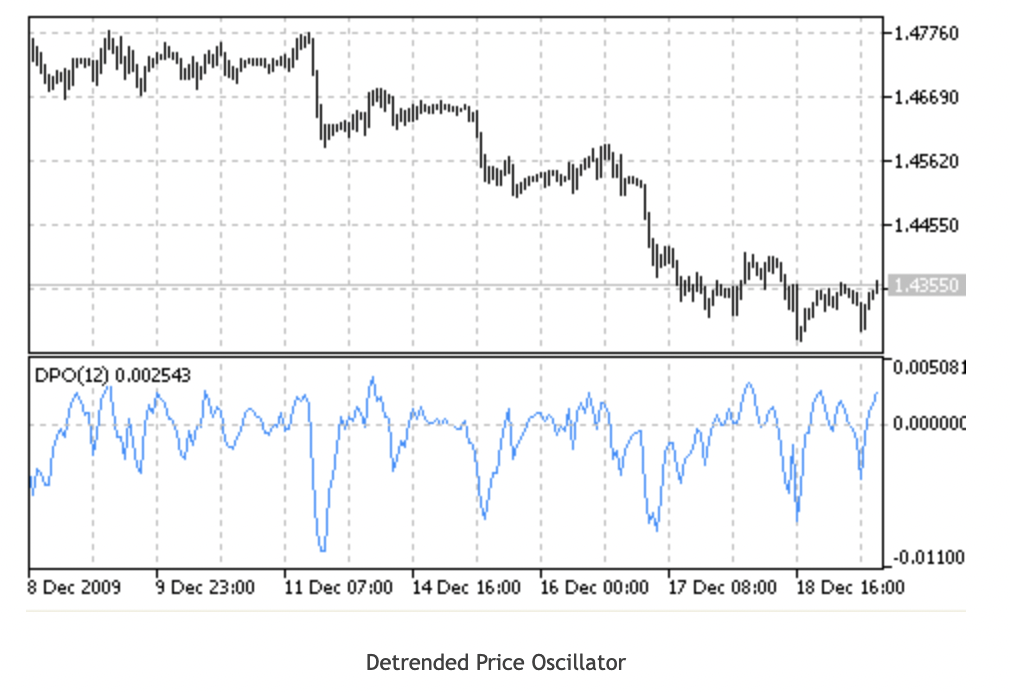 1.47760
1.46690
1.45620
1.44550
1.43550
DPO(12) 0.002543
0.005081
0.000000
-0.01100
8 Dec 2009 9 Dec 23:00 11 Dec 07:00 14 Dec 16:00 16 Dec 00:00 17 Dec 08:00 18 Dec 16:00
Detrended Price Oscillator